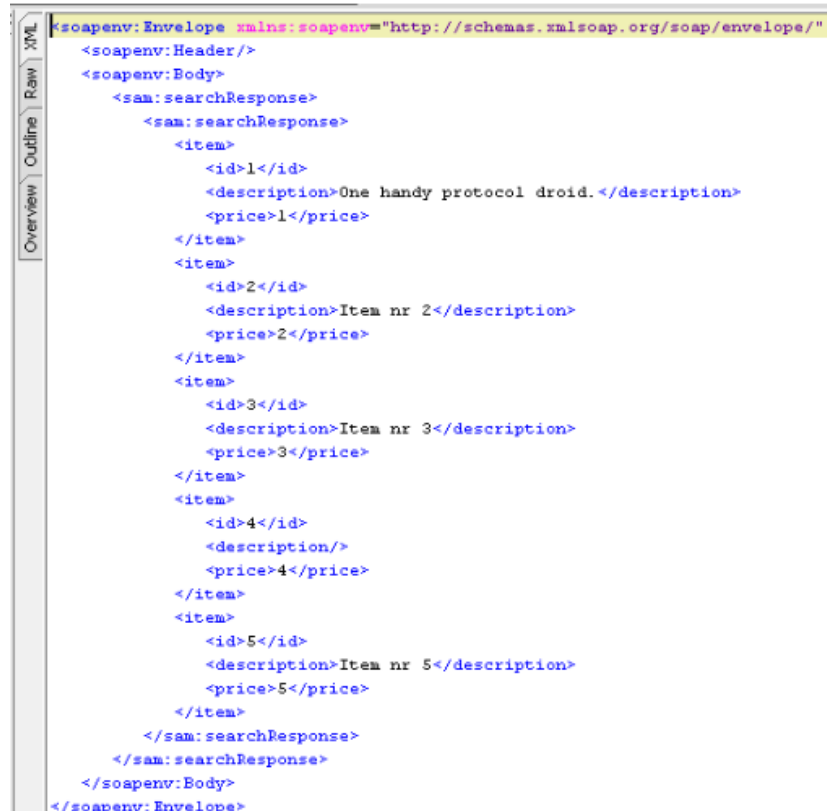 XML
Raw
Outline
Overview
<soapenv:Envelope xmlns:soapenv="http://schemas.xmlsoap.org/soap/envelope/"
<soapenv:Header/>
<soapenv:Body>
<sam:searchResponse>
<sam:searchResponse>
<item>
<id>1</id>
<description>One handy protocol droid.</description>
<price>1</price>
</item>
<item>
<id>2</id>
<description>Item nr 2</description>
<price>2</price>
</item>
<item>
<id>3</id>
<description>Item nr 3</description>
<price>3</price>
</item>
<item>
<id>4</id>
<description/>
<price>4</price>
</item>
<item>
<id>5</id>
<description>Item nr 5</description>
<price>5</price>
</item>
</sam:searchResponse>
</sam:searchResponse>
</soapenv:Body>
</soapenv:Envelope>